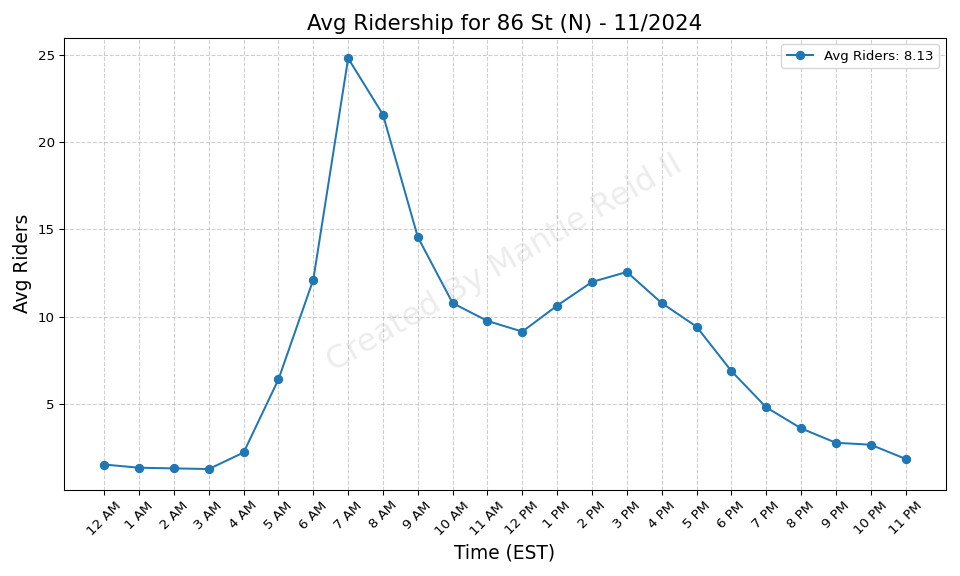 Avg Ridership for 86 St (N) - 11/2024
Avg Riders: 8.13
25
20
15
10
5
Avg Riders
Created By Mantie Reid II
12 AM 1 AM 2 AM 3 AM 4 AM 5 AM 6 AM 7 AM 8 AM 9 AM 10 AM 11 AM 12 PM 1 PM 2 PM 3 PM 4 PM 5 PM 6 PM 7 PM 8 PM 9 PM 10 PM 11 PM
Time (EST)